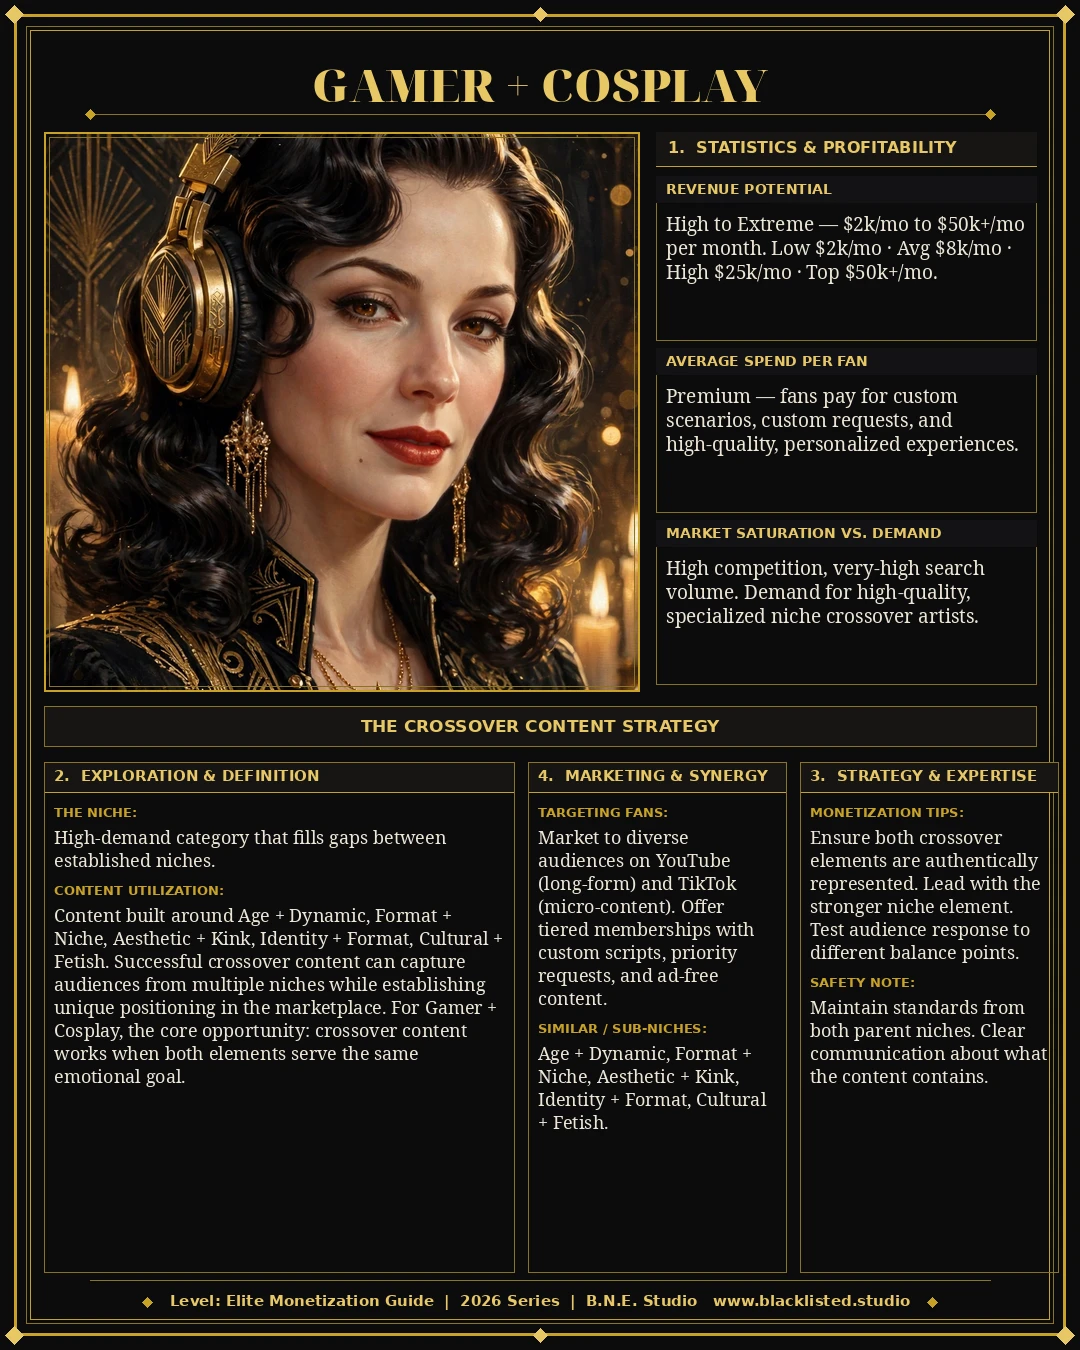 GAMER + COSPLAY
1. STATISTICS & PROFITABILITY
REVENUE POTENTIAL
High to Extreme — $2k/mo to $50k+/mo
per month. Low $2k/mo · Avg $8k/mo ·
High $25k/mo · Top $50k+/mo.
AVERAGE SPEND PER FAN
Premium — fans pay for custom
scenarios, custom requests, and
high-quality, personalized experiences.
MARKET SATURATION VS. DEMAND
High competition, very-high search
volume. Demand for high-quality,
specialized niche crossover artists.
THE CROSSOVER CONTENT STRATEGY
2. EXPLORATION & DEFINITION
THE NICHE:
High-demand category that fills gaps between
established niches.
CONTENT UTILIZATION:
Content built around Age + Dynamic, Format +
Niche, Aesthetic + Kink, Identity + Format, Cultural +
Fetish. Successful crossover content can capture
audiences from multiple niches while establishing
unique positioning in the marketplace. For Gamer +
Cosplay, the core opportunity: crossover content
works when both elements serve the same
emotional goal.
4. MARKETING & SYNERGY
TARGETING FANS:
Market to diverse
audiences on YouTube
(long-form) and TikTok
(micro-content). Offer
tiered memberships with
custom scripts, priority
requests, and ad-free
content.
SIMILAR / SUB-NICHES:
Age + Dynamic, Format +
Niche, Aesthetic + Kink,
Identity + Format, Cultural
+ Fetish.
3. STRATEGY & EXPERTISE
MONETIZATION TIPS:
Ensure both crossover
elements are authentically
represented. Lead with the
stronger niche element.
Test audience response to
different balance points.
SAFETY NOTE:
Maintain standards from
both parent niches. Clear
communication about what
the content contains.
Level: Elite Monetization Guide | 2026 Series | B.N.E. Studio www.blacklisted.studio